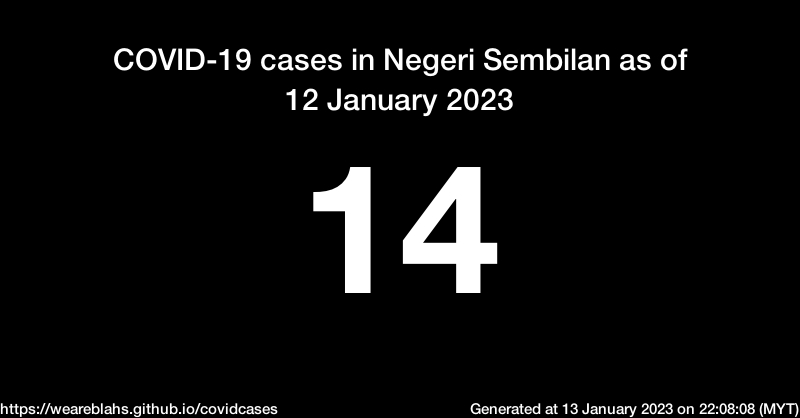 COVID-19 cases in Negeri Sembilan as of
12 January 2023
14
https://weareblahs.github.io/covidcases
Generated at 13 January 2023 on 22:08:08 (MYT)